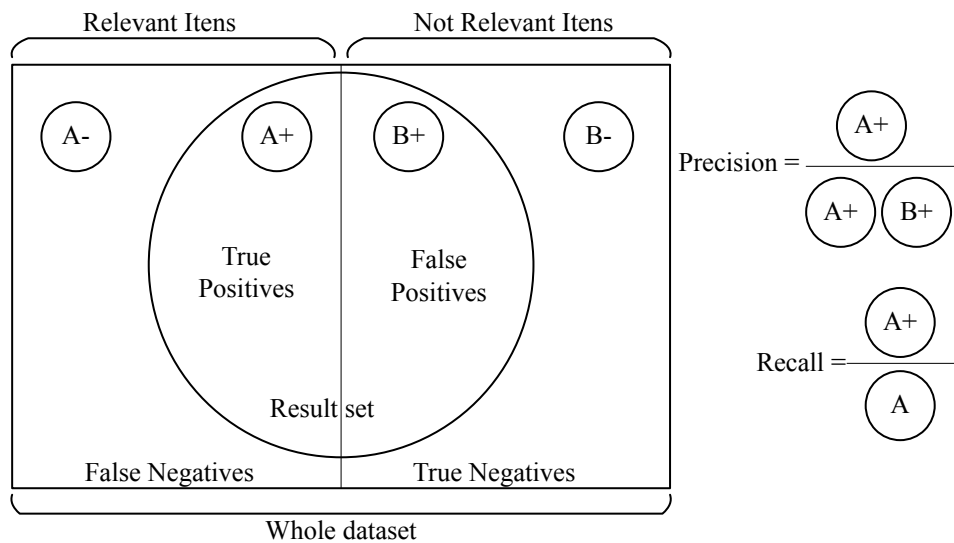 Relevant Itens
Not Relevant Itens
A-
A+
B+
B-
True
Positives
False
Positives
Result set
False Negatives
True Negatives
Whole dataset
A+
Precision =
A+ B+
A+
Recall =
A